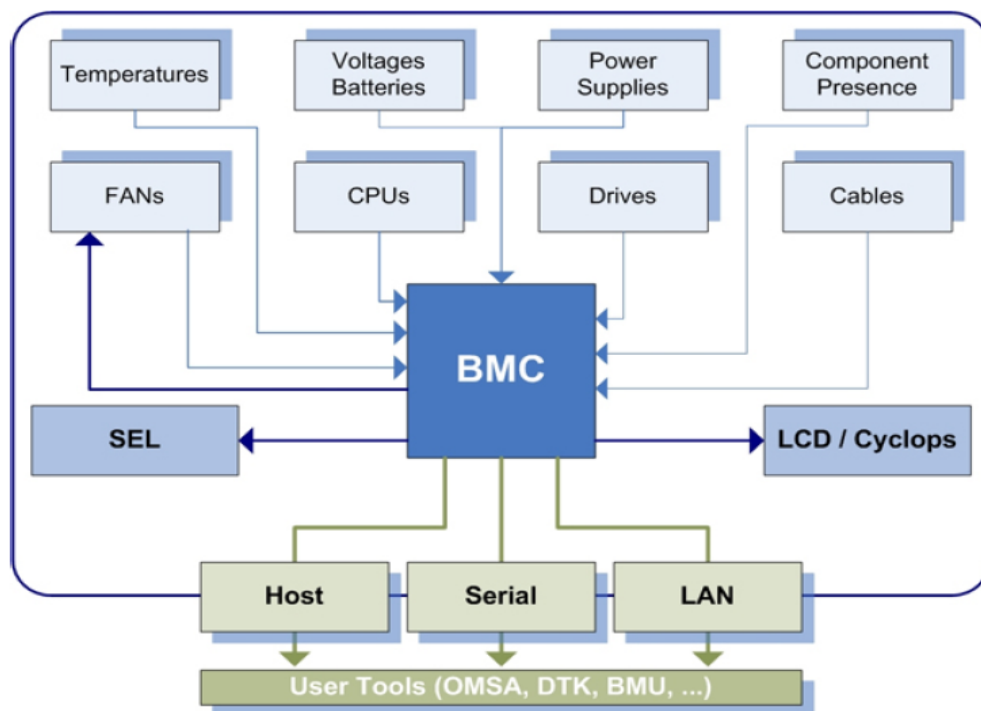 Temperatures
Voltages
Batteries
Power
Supplies
Component
Presence
FANs
CPUs
Drives
Cables
BMC
SEL
LCD / Cyclops
Host
Serial
LAN
User Tools (OMSA, DTK, BMU, ...)